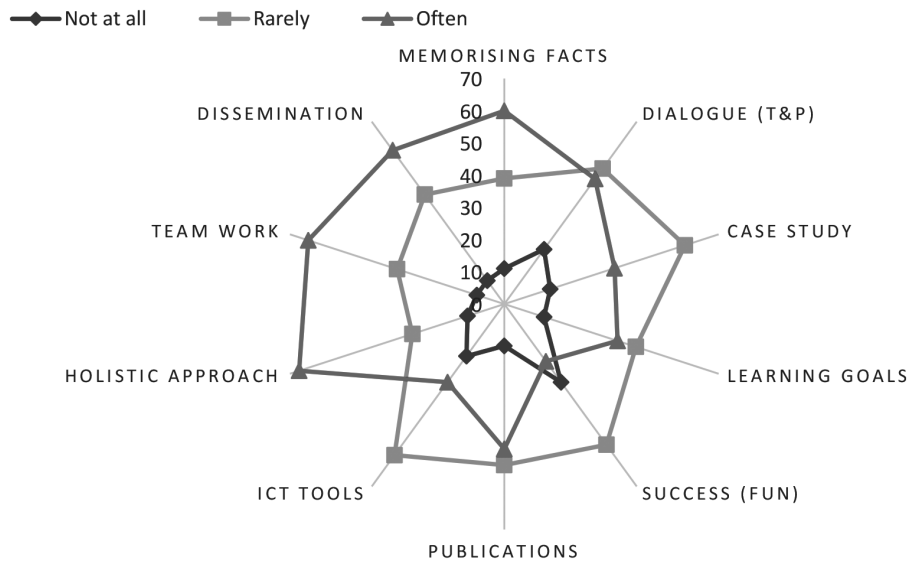 Not at all Rarely Often
MEMORISING FACTS
70
60
50
40
30
20
10
0
DISSEMINATION
DIALOGUE (T&P)
TEAM WORK
CASE STUDY
HOLISTIC APPROACH
LEARNING GOALS
ICT TOOLS
SUCCESS (FUN)
PUBLICATIONS